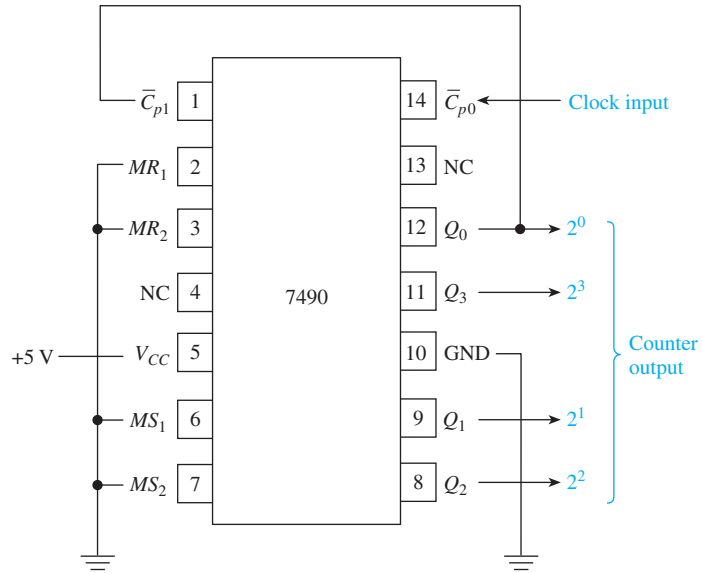 C̅p1 1
14 C̅p0
Clock input
MR1 2
13 NC
MR2 3
12 Q0
2^0
NC 4
7490
11 Q3
2^3
+5 V
VCC 5
10 GND
Counter
output
MS1 6
9 Q1
2^1
MS2 7
8 Q2
2^2